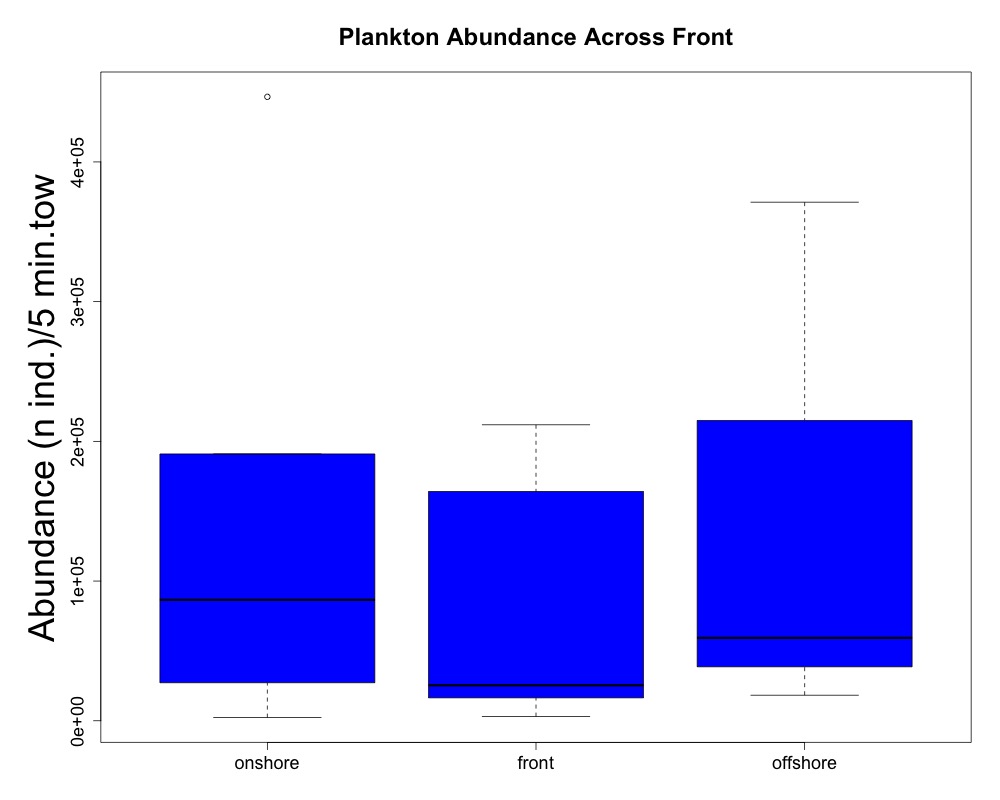 Plankton Abundance Across Front
Abundance (n ind.)/5 min.tow
4e+05
3e+05
2e+05
1e+05
0e+00
onshore front offshore